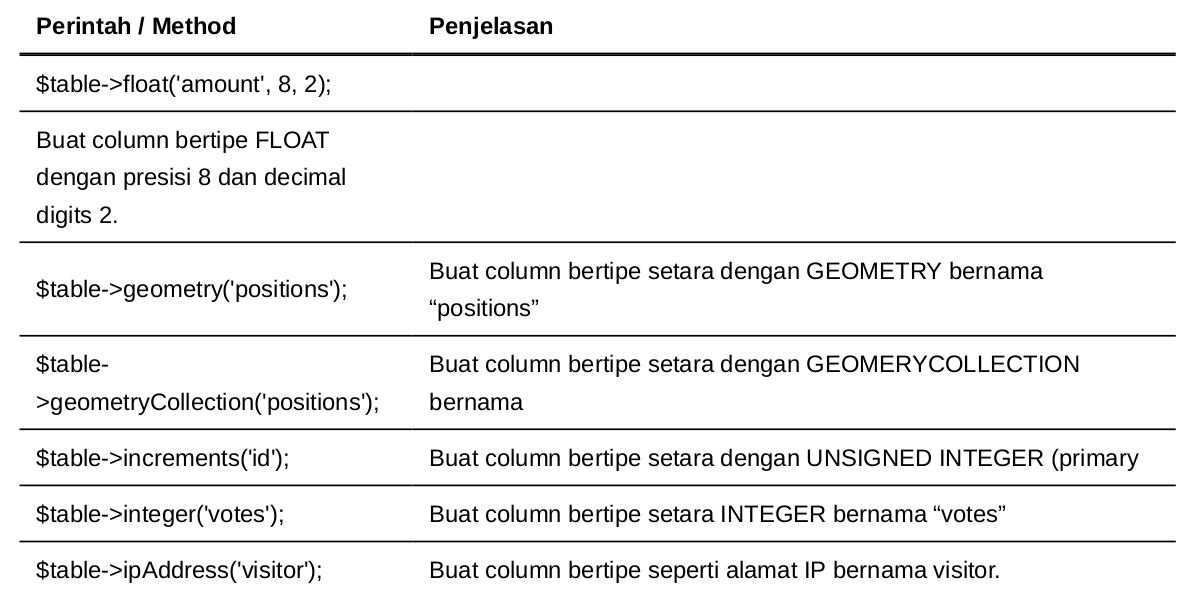 Perintah / Method Penjelasan
$table->float('amount', 8, 2);
Buat column bertipe FLOAT
dengan presisi 8 dan decimal
digits 2.
$table->geometry('positions');
Buat column bertipe setara dengan GEOMETRY bernama
“positions”
$table-
>geometryCollection('positions');
Buat column bertipe setara dengan GEOMERYCOLLECTION
bernama
$table->increments('id'); Buat column bertipe setara dengan UNSIGNED INTEGER (primary
$table->integer('votes'); Buat column bertipe setara INTEGER bernama “votes”
$table->ipAddress('visitor'); Buat column bertipe seperti alamat IP bernama visitor.